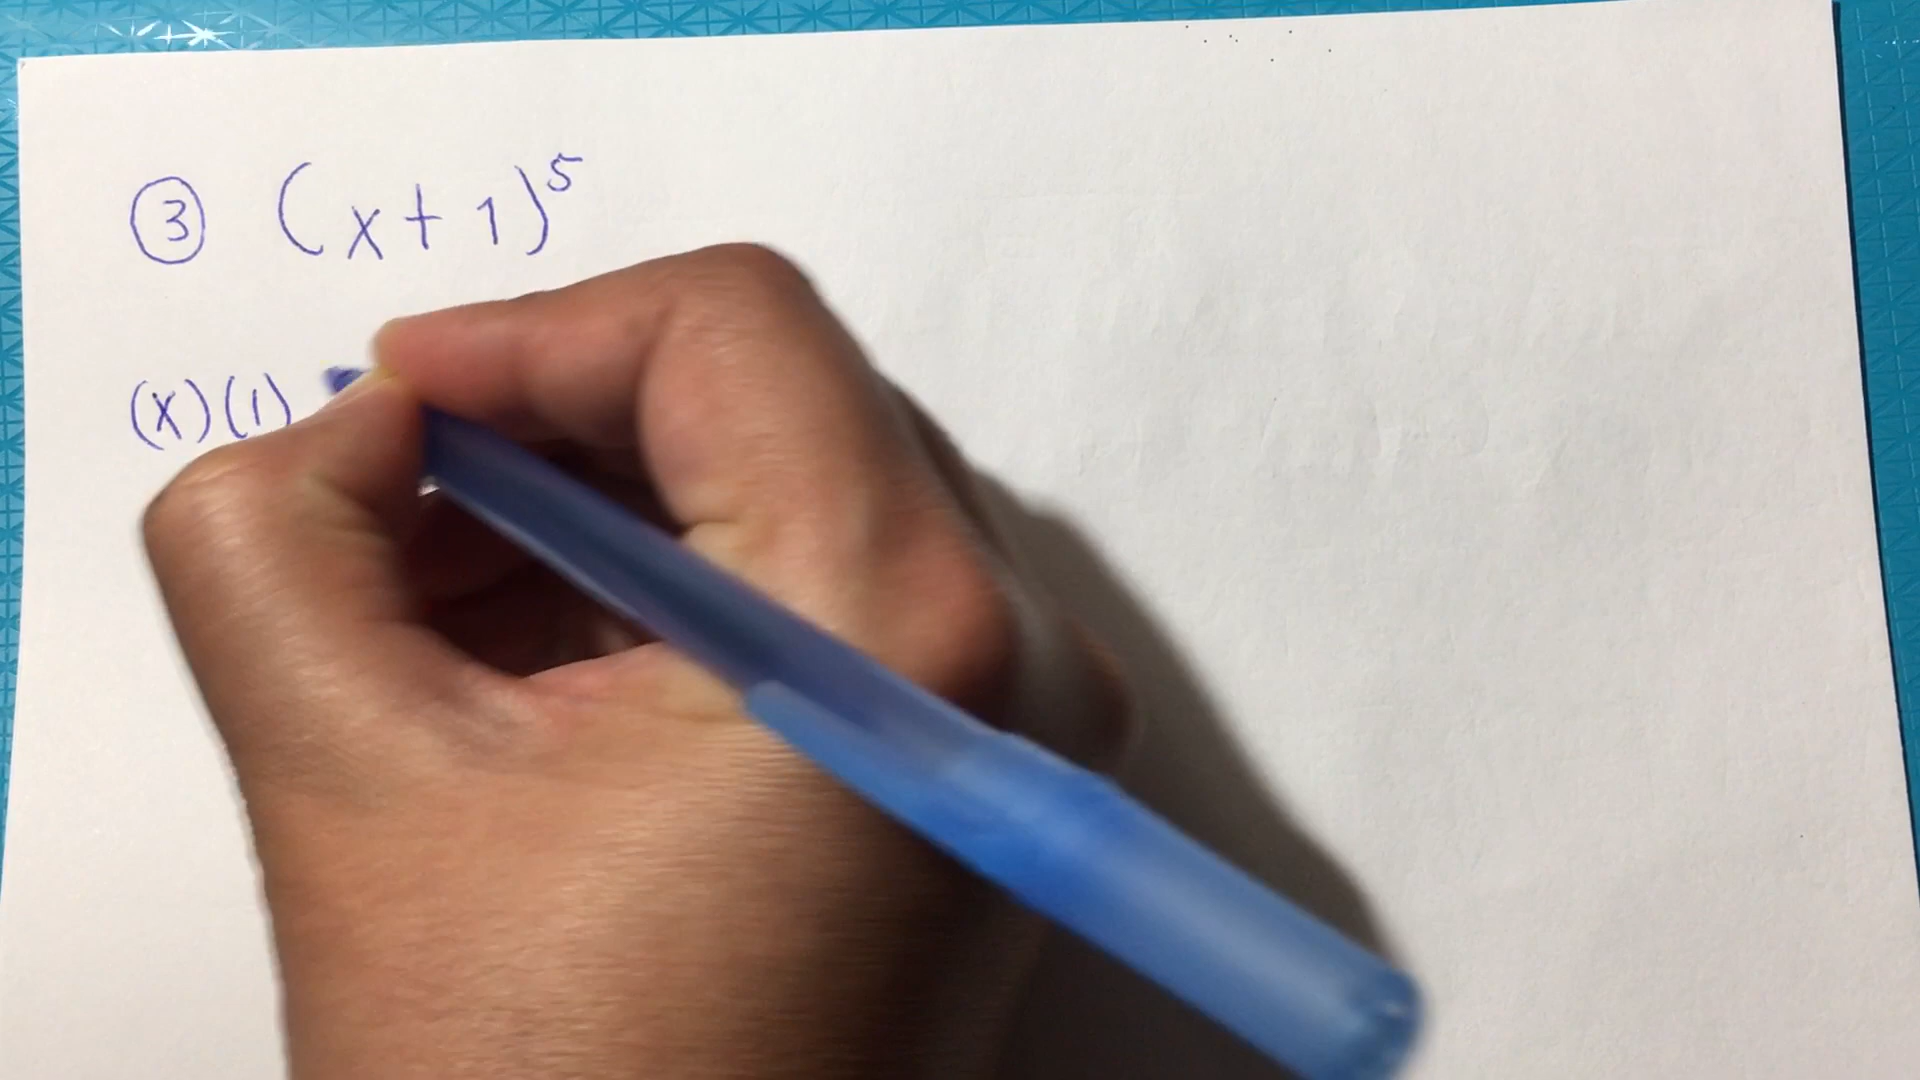 ③ (x+1)⁵
(x)(1)